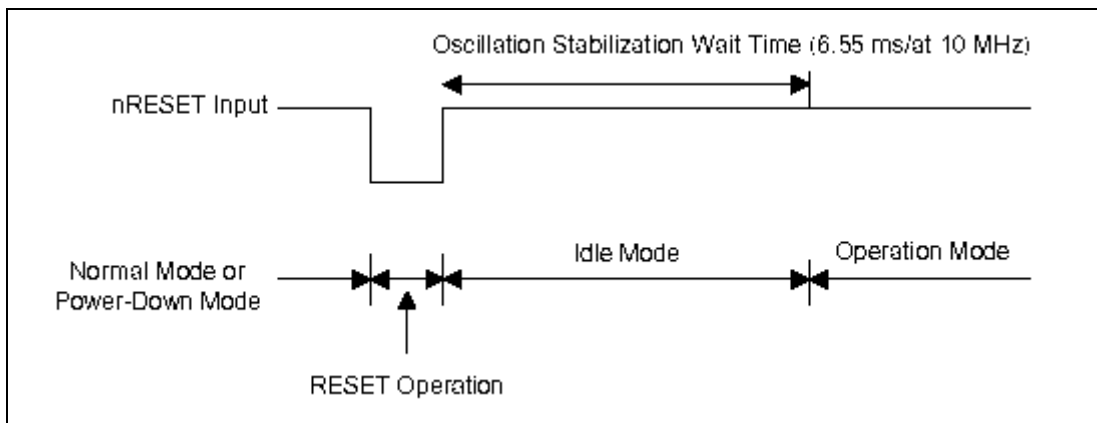 Oscillation Stabilization Wait Time (6.55 ms/at 10 MHz)
nRESET Input
Idle Mode
Operation Mode
Normal Mode or
Power-Down Mode
RESET Operation